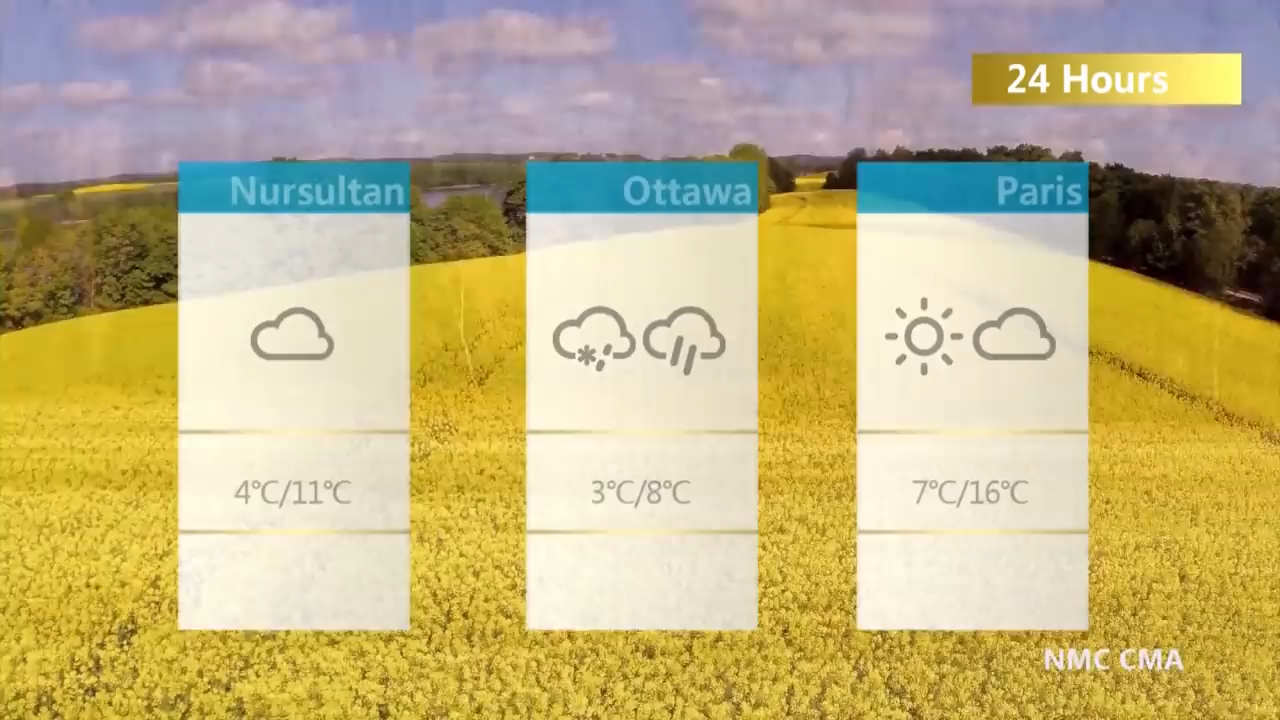 24 Hours
Nursultan
Ottawa
Paris
4℃/11℃
3℃/8℃
7℃/16℃
NMC CMA